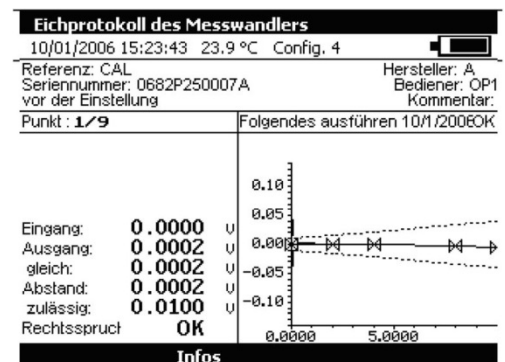 Eichprotokoll des Messwandlers
10/01/2006 15:23:43 23.9 °C Config. 4
Referenz: CAL Hersteller: A
Seriennummer: 0682P250007A Bediener: OP1
vor der Einstellung Kommentar:
Punkt : 1/9 Folgendes ausführen 10/1/2006OK
0.10
0.05
0.00
-0.05
-0.10
0.0000 5.0000
Eingang: 0.0000 V
Ausgang: 0.0002 V
gleich: 0.0002 V
Abstand: 0.0002 V
zulässig: 0.0100 V
Rechtsspruch OK
Infos